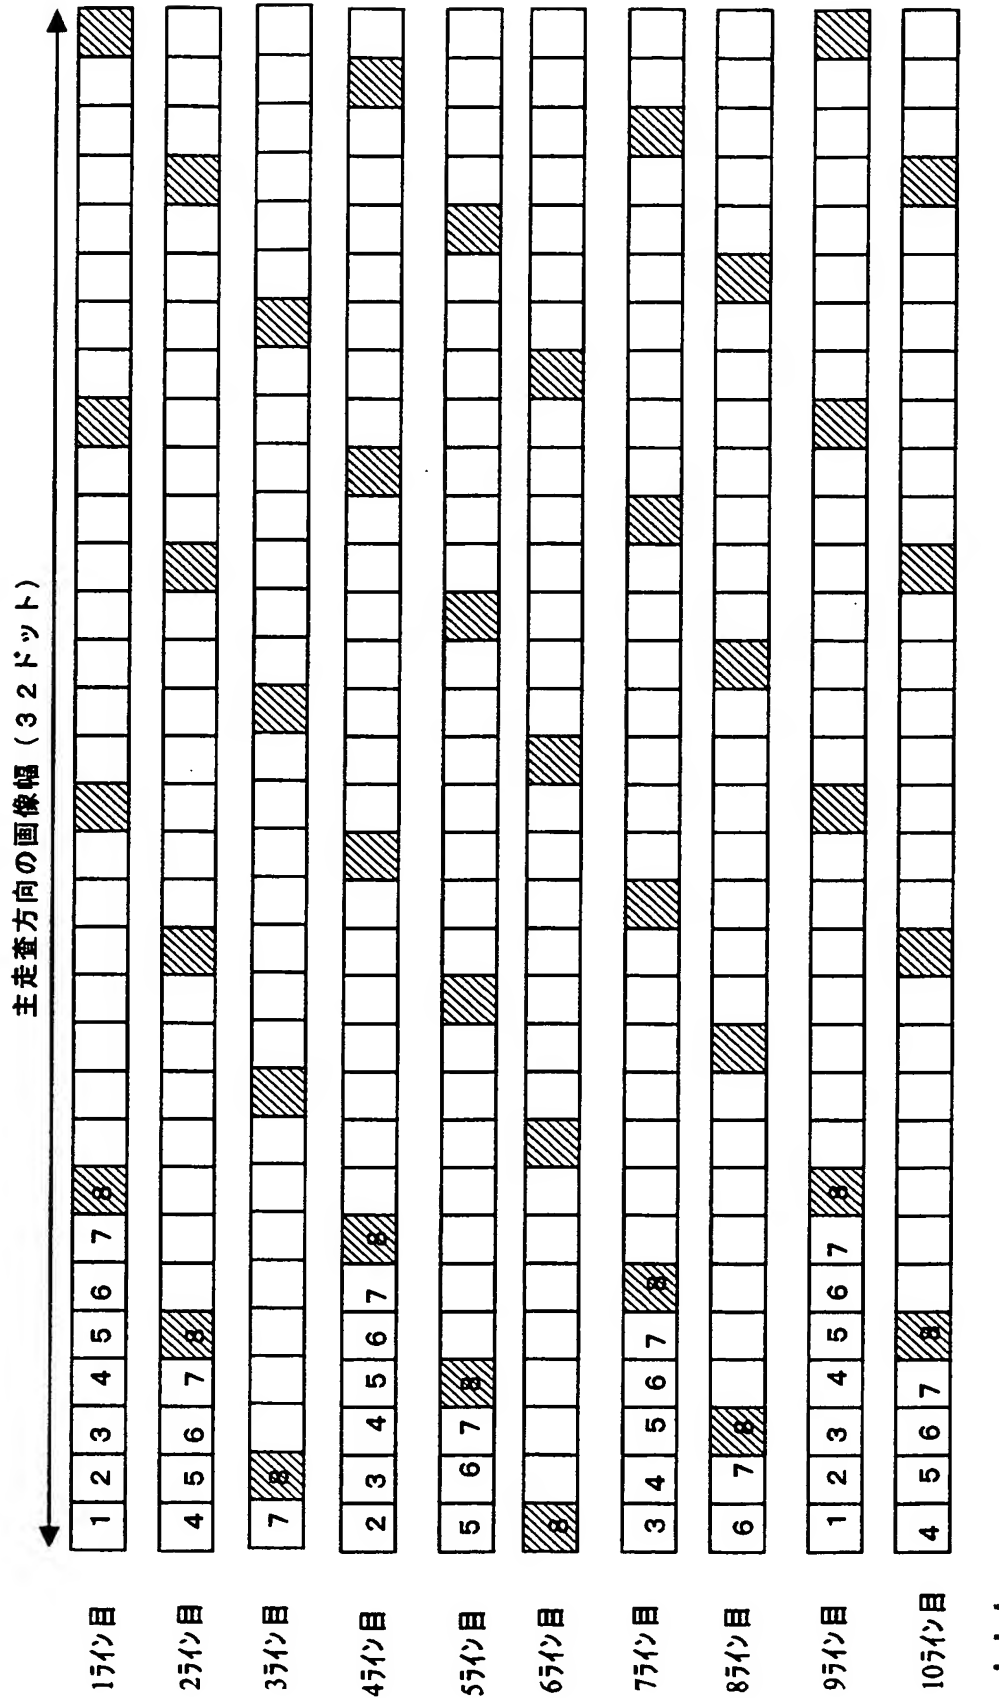 主走査方向の画像幅（３２ドット）
1ライン目 1 2 3 4 5 6 7 8
2ライン目 4 5 6 7 8
3ライン目 7 8
4ライン目 2 3 4 5 6 7 8
5ライン目 5 6 7 8
6ライン目 8
7ライン目 3 4 5 6 7 8
8ライン目 6 7 8
9ライン目 1 2 3 4 5 6 7 8
10ライン目 4 5 6 7 8